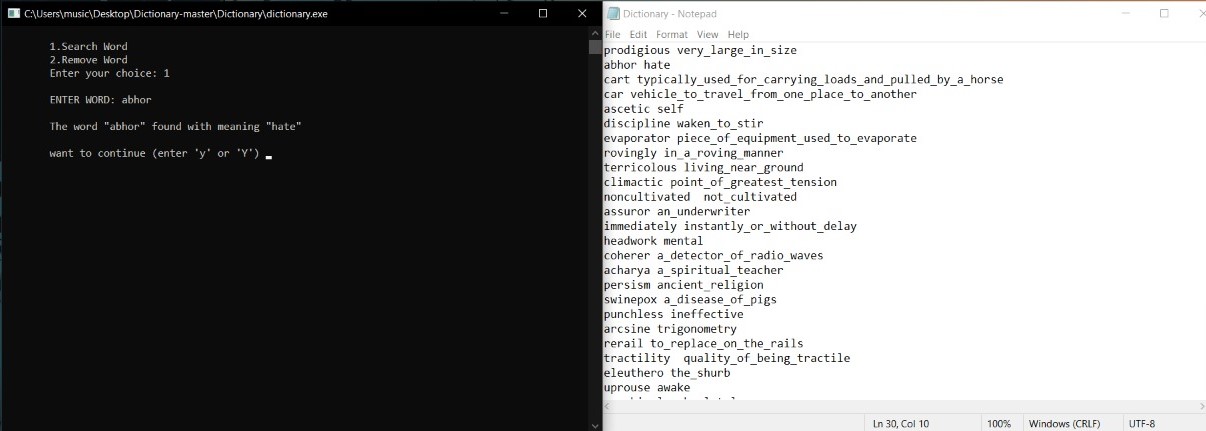 C:\Users\music\Desktop\Dictionary-master\Dictionary\dictionary.exe
1.Search Word
2.Remove Word
Enter your choice: 1
ENTER WORD: abhor
The word "abhor" found with meaning "hate"
want to continue (enter 'y' or 'Y') _
Dictionary - Notepad
File Edit Format View Help
prodigious very_large_in_size
abhor hate
cart typically_used_for_carrying_loads_and_pulled_by_a_horse
car vehicle_to_travel_from_one_place_to_another
ascetic self
discipline waken_to_stir
evaporator piece_of_equipment_used_to_evaporate
rovingly in_a_roving_manner
terricolous living_near_ground
climactic point_of_greatest_tension
noncultivated  not_cultivated
assuror an_underwriter
immediately instantly_or_without_delay
headwork mental
coherer a_detector_of_radio_waves
acharya a_spiritual_teacher
persism ancient_religion
swinepox a_disease_of_pigs
punchless ineffective
arcsine trigonometry
rerail to_replace_on_the_rails
tractility  quality_of_being_tractile
eleuthero the_shurb
uprouse awake
Ln 30, Col 10 100% Windows (CRLF) UTF-8